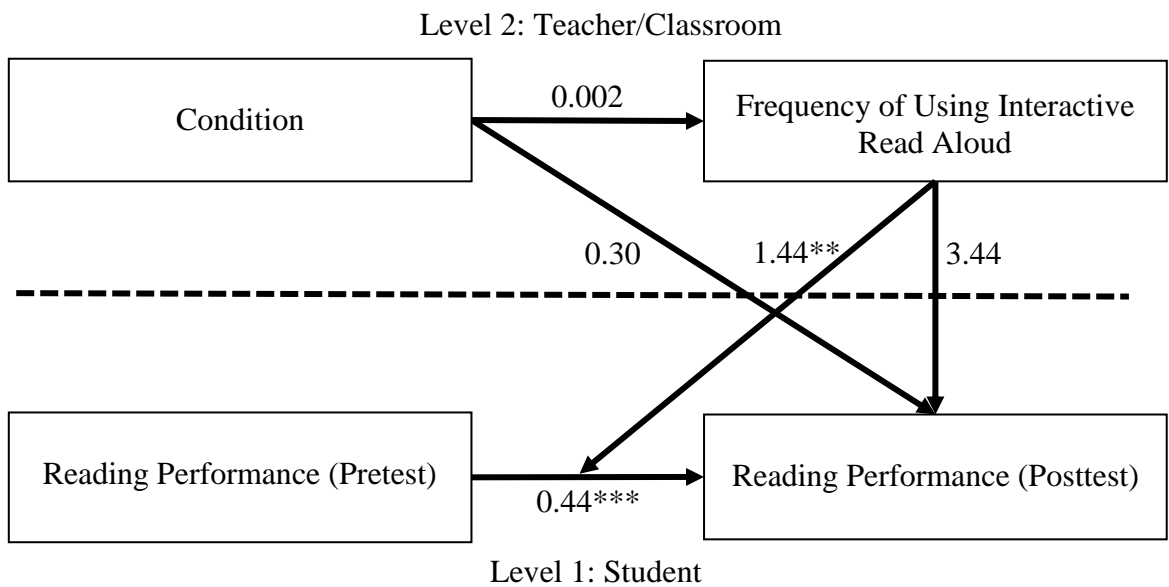 Level 2: Teacher/Classroom
0.002
Condition
Frequency of Using Interactive
Read Aloud
0.30
1.44**
3.44
Reading Performance (Pretest)
Reading Performance (Posttest)
0.44***
Level 1: Student